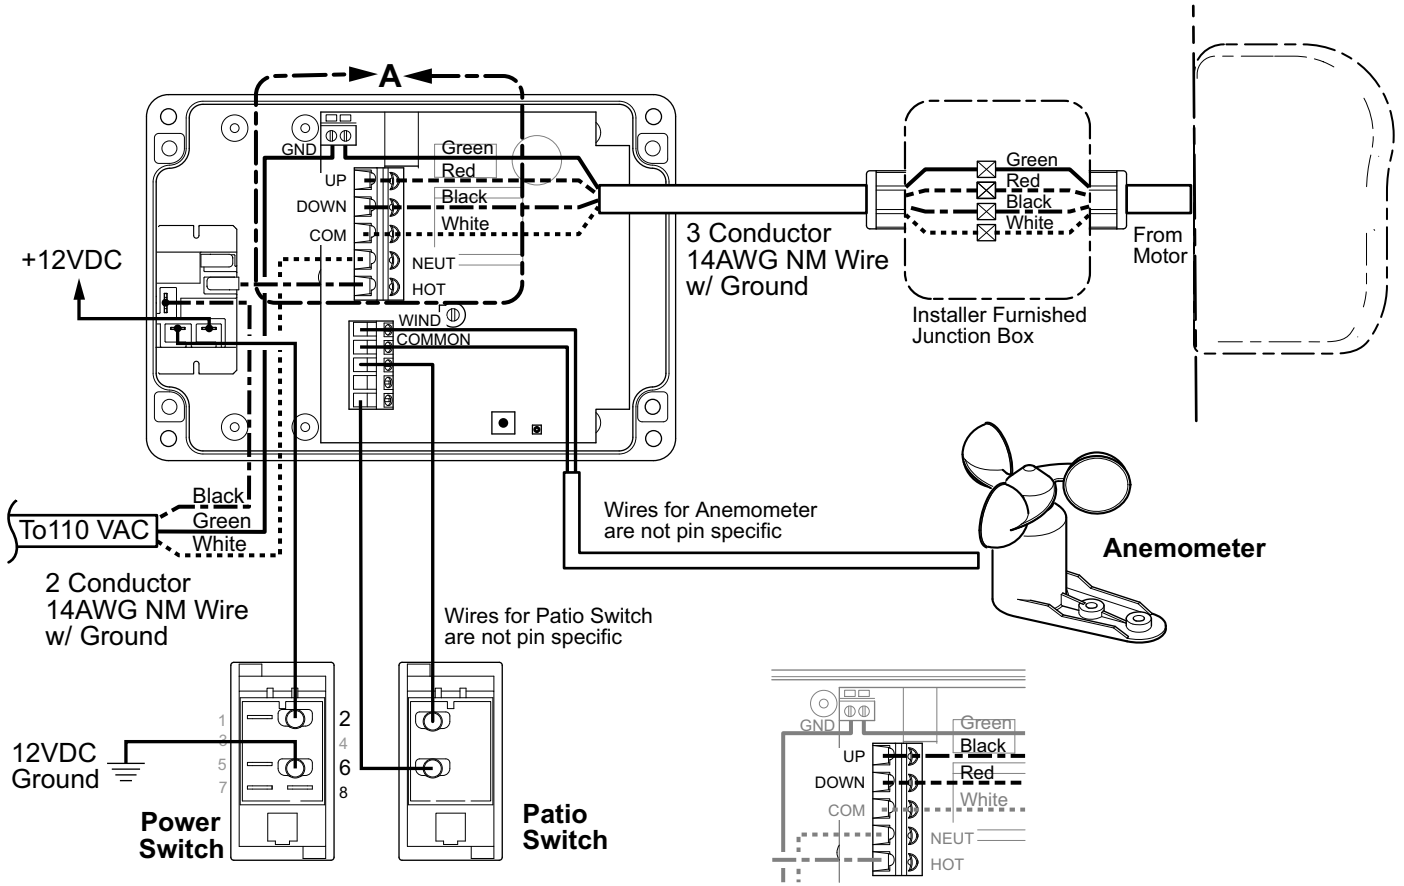 A
GND
Green
UP
Red
DOWN
Black
COM
White
NEUT
HOT
WIND
COMMON
+12VDC
3 Conductor
14AWG NM Wire
w/ Ground
Green
Red
Black
White
From
Motor
Installer Furnished
Junction Box
Black
Green
White
To110 VAC
2 Conductor
14AWG NM Wire
w/ Ground
Wires for Anemometer
are not pin specific
Anemometer
Wires for Patio Switch
are not pin specific
1
2
3
4
5
6
7
8
12VDC
Ground
Power
Switch
Patio
Switch
GND
Green
UP
Black
DOWN
Red
COM
White
NEUT
HOT